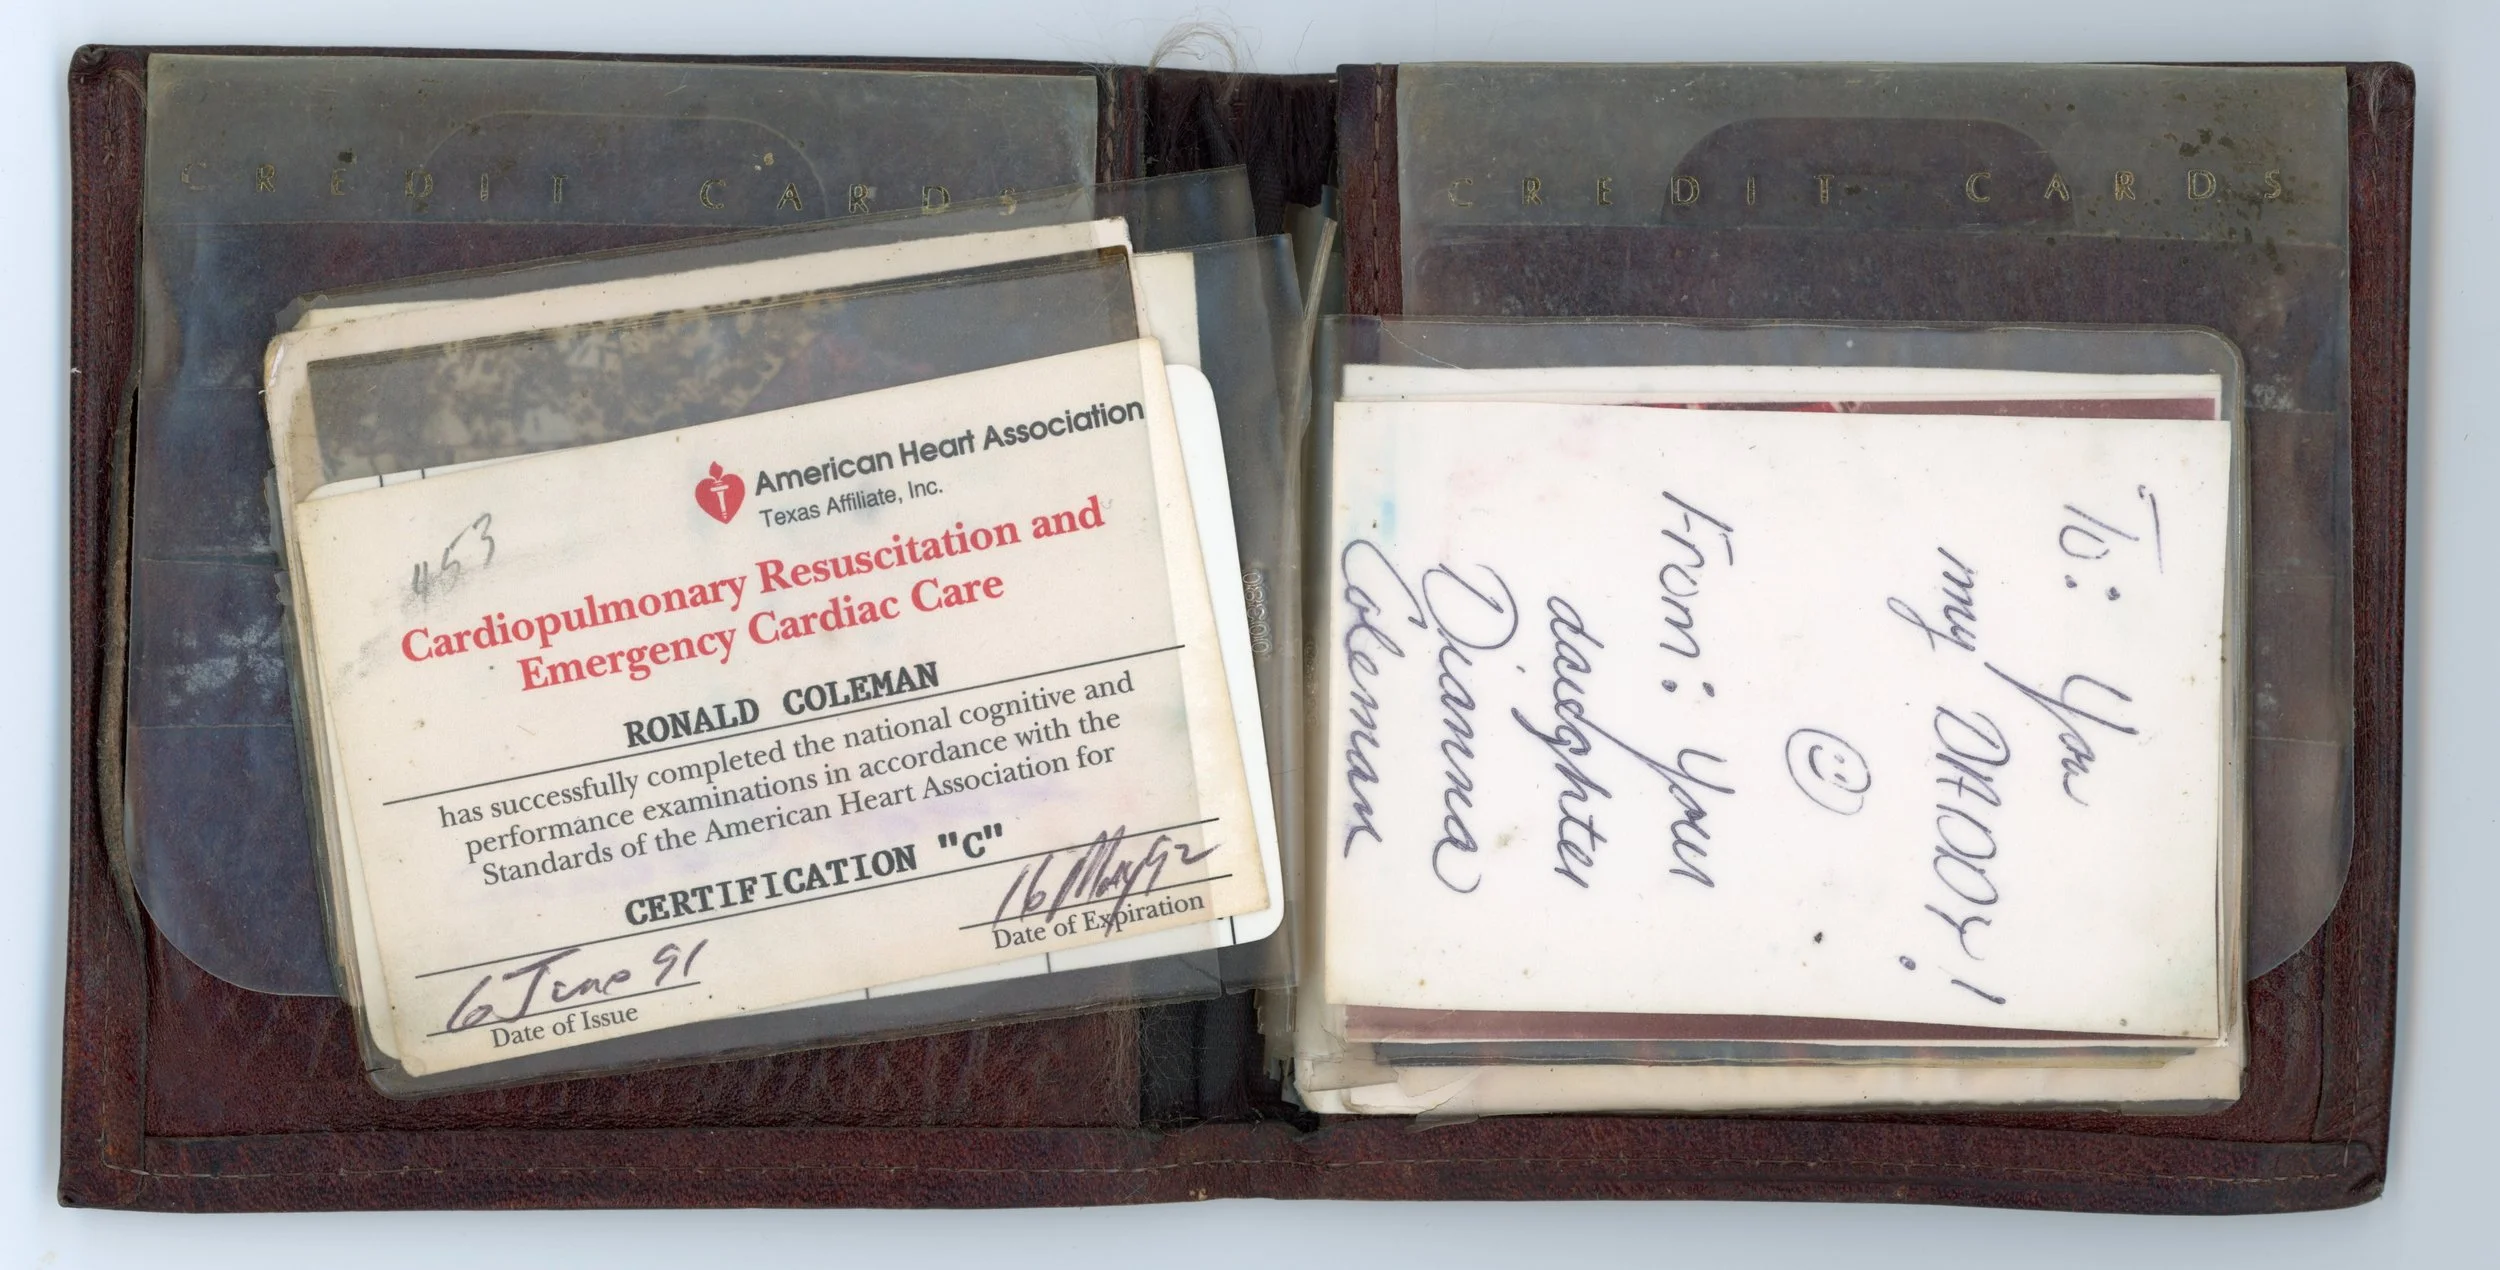 CREDIT CARDS
American Heart Association
Texas Affiliate, Inc.
453
Cardiopulmonary Resuscitation and
Emergency Cardiac Care
RONALD COLEMAN
has successfully completed the national cognitive and
performance examinations in accordance with the
Standards of the American Heart Association for
CERTIFICATION "C"
6 June 91
Date of Issue
16 May 92
Date of Expiration
CREDIT CARDS
To: You
my DADDY!
From: Your
daughter
Dianna
Coleman